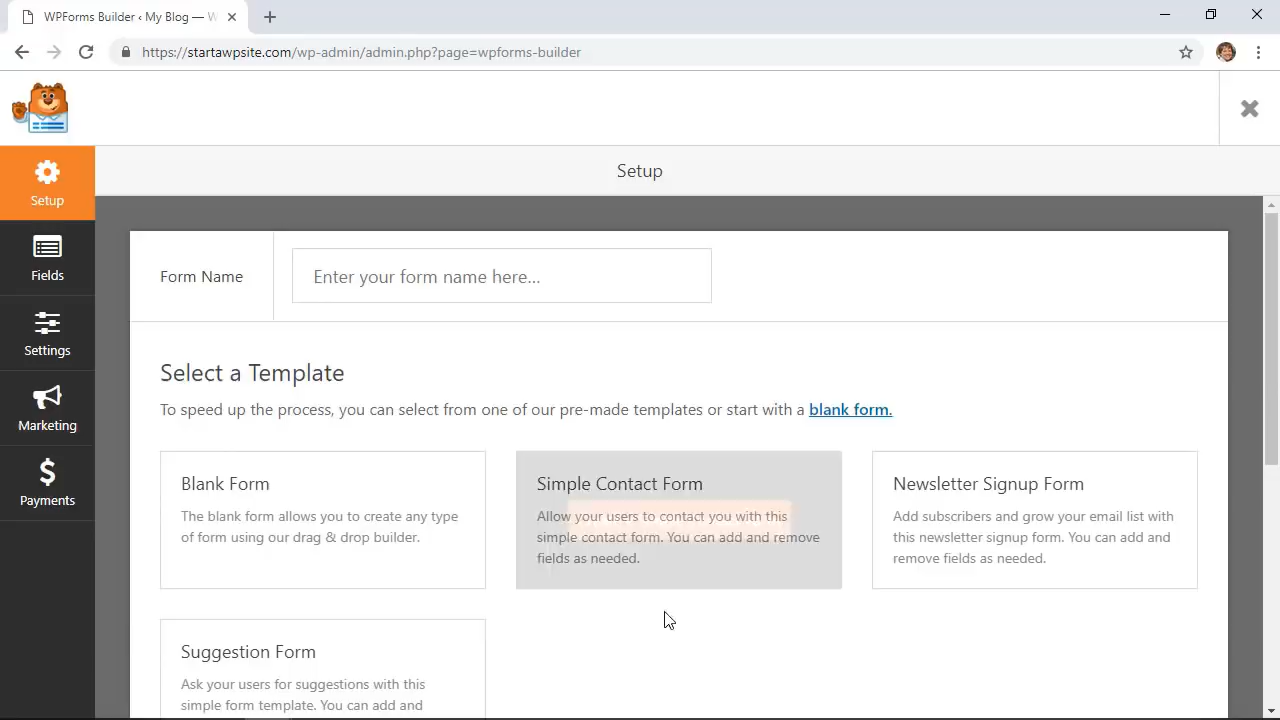 WPForms Builder ‹ My Blog — W
https://startawpsite.com/wp-admin/admin.php?page=wpforms-builder
Setup
Setup
Fields
Settings
Marketing
Payments
Form Name
Enter your form name here...
Select a Template
To speed up the process, you can select from one of our pre-made templates or start with a blank form.
Blank Form
The blank form allows you to create any type
of form using our drag & drop builder.
Simple Contact Form
Allow your users to contact you with this
simple contact form. You can add and remove
fields as needed.
Newsletter Signup Form
Add subscribers and grow your email list with
this newsletter signup form. You can add and
remove fields as needed.
Suggestion Form
Ask your users for suggestions with this
simple form template. You can add and